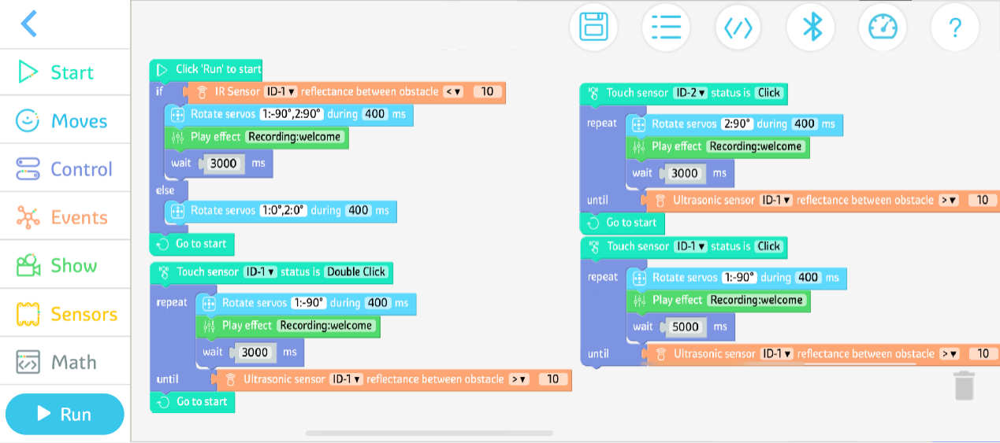 ?
Start
Moves
Control
Events
Show
Sensors
Math
Run
Click 'Run' to start
if IR Sensor ID-1 ▾ reflectance between obstacle < ▾ 10
Rotate servos 1:-90°,2:90° during 400 ms
Play effect Recording:welcome
wait 3000 ms
else
Rotate servos 1:0°,2:0° during 400 ms
Go to start
Touch sensor ID-1 ▾ status is Double Click
repeat Rotate servos 1:-90° during 400 ms
Play effect Recording:welcome
wait 3000 ms
until Ultrasonic sensor ID-1 ▾ reflectance between obstacle > ▾ 10
Go to start
Touch sensor ID-2 ▾ status is Click
repeat Rotate servos 2:90° during 400 ms
Play effect Recording:welcome
wait 3000 ms
until Ultrasonic sensor ID-1 ▾ reflectance between obstacle > ▾ 10
Go to start
Touch sensor ID-1 ▾ status is Click
repeat Rotate servos 1:-90° during 400 ms
Play effect Recording:welcome
wait 5000 ms
until Ultrasonic sensor ID-1 ▾ reflectance between obstacle > ▾ 10